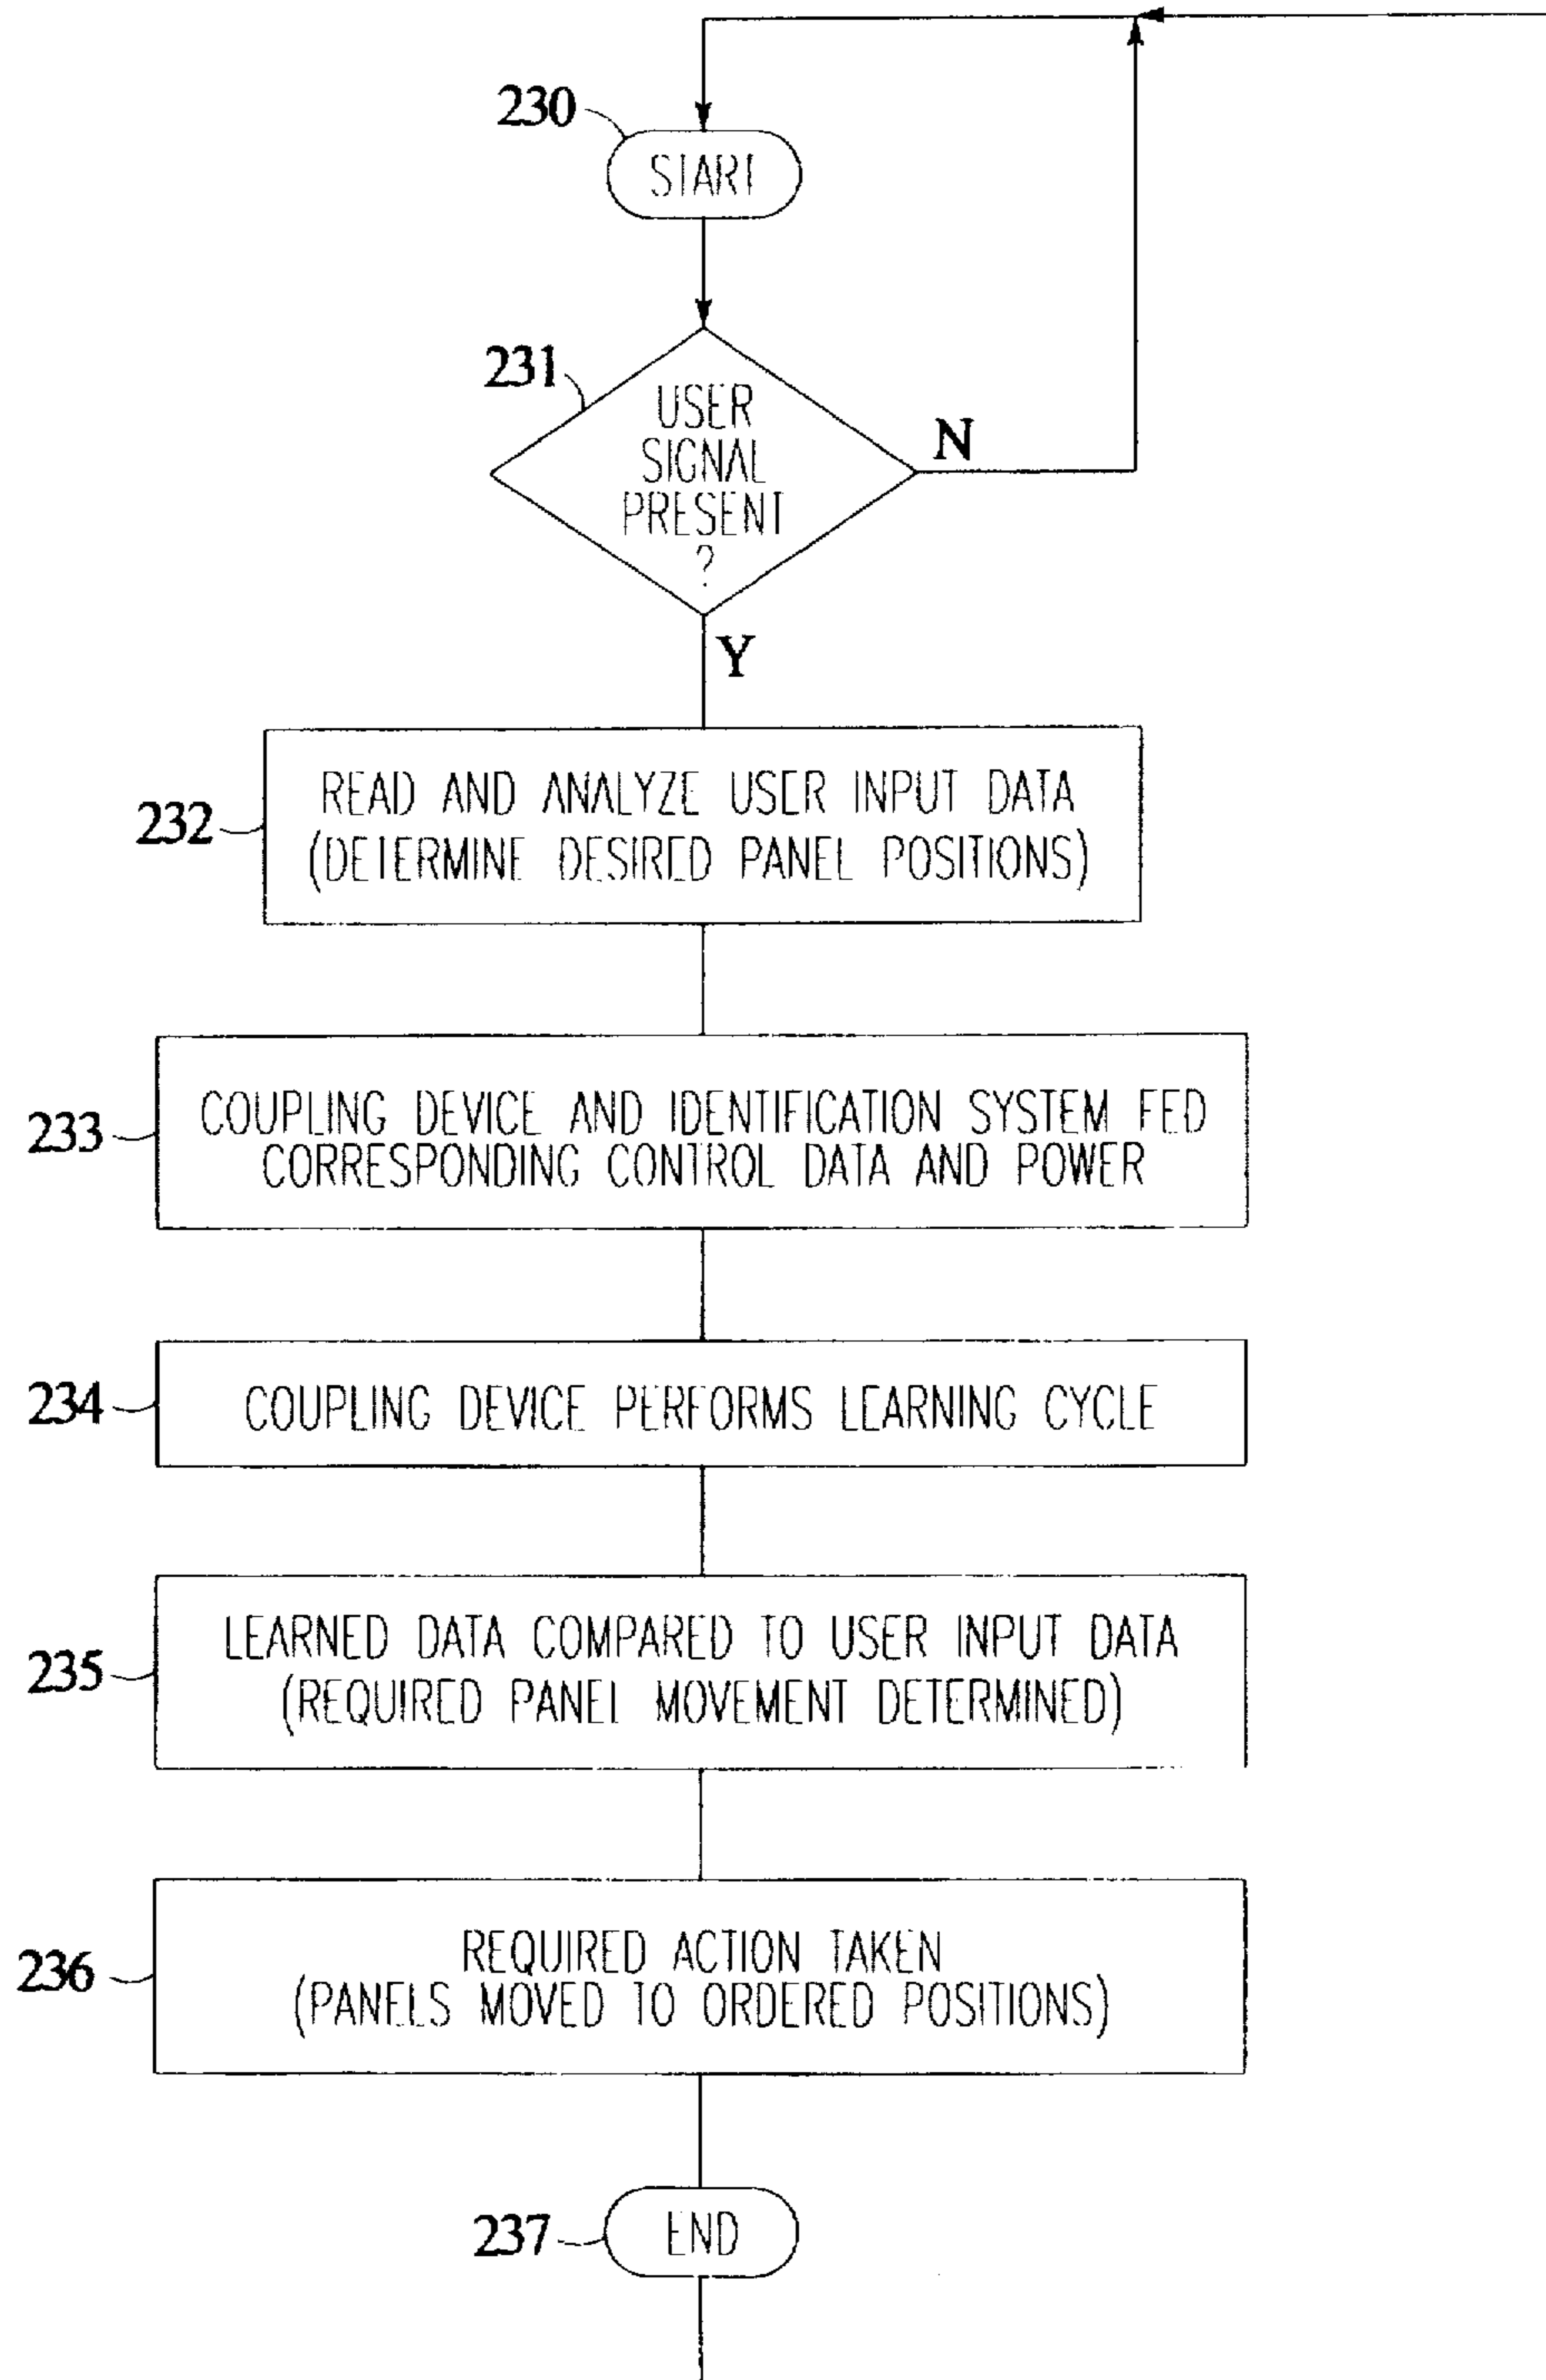 230
START
231
USER
SIGNAL
PRESENT
?
N
Y
232
READ AND ANALYZE USER INPUT DATA
(DETERMINE DESIRED PANEL POSITIONS)
233
COUPLING DEVICE AND IDENTIFICATION SYSTEM FED
CORRESPONDING CONTROL DATA AND POWER
234
COUPLING DEVICE PERFORMS LEARNING CYCLE
235
LEARNED DATA COMPARED TO USER INPUT DATA
(REQUIRED PANEL MOVEMENT DETERMINED)
236
REQUIRED ACTION TAKEN
(PANELS MOVED TO ORDERED POSITIONS)
237
END